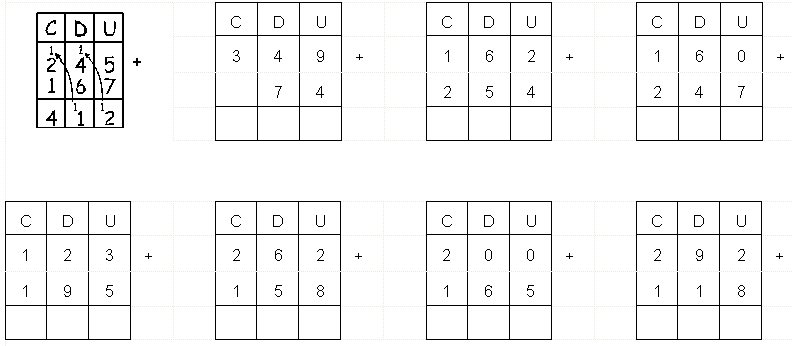 C D U
1 1
2 4 5 +
1 6 7
1 1
4 1 2
C D U
3 4 9 +
7 4
C D U
1 6 2 +
2 5 4
C D U
1 6 0 +
2 4 7
C D U
1 2 3 +
1 9 5
C D U
2 6 2 +
1 5 8
C D U
2 0 0 +
1 6 5
C D U
2 9 2 +
1 1 8